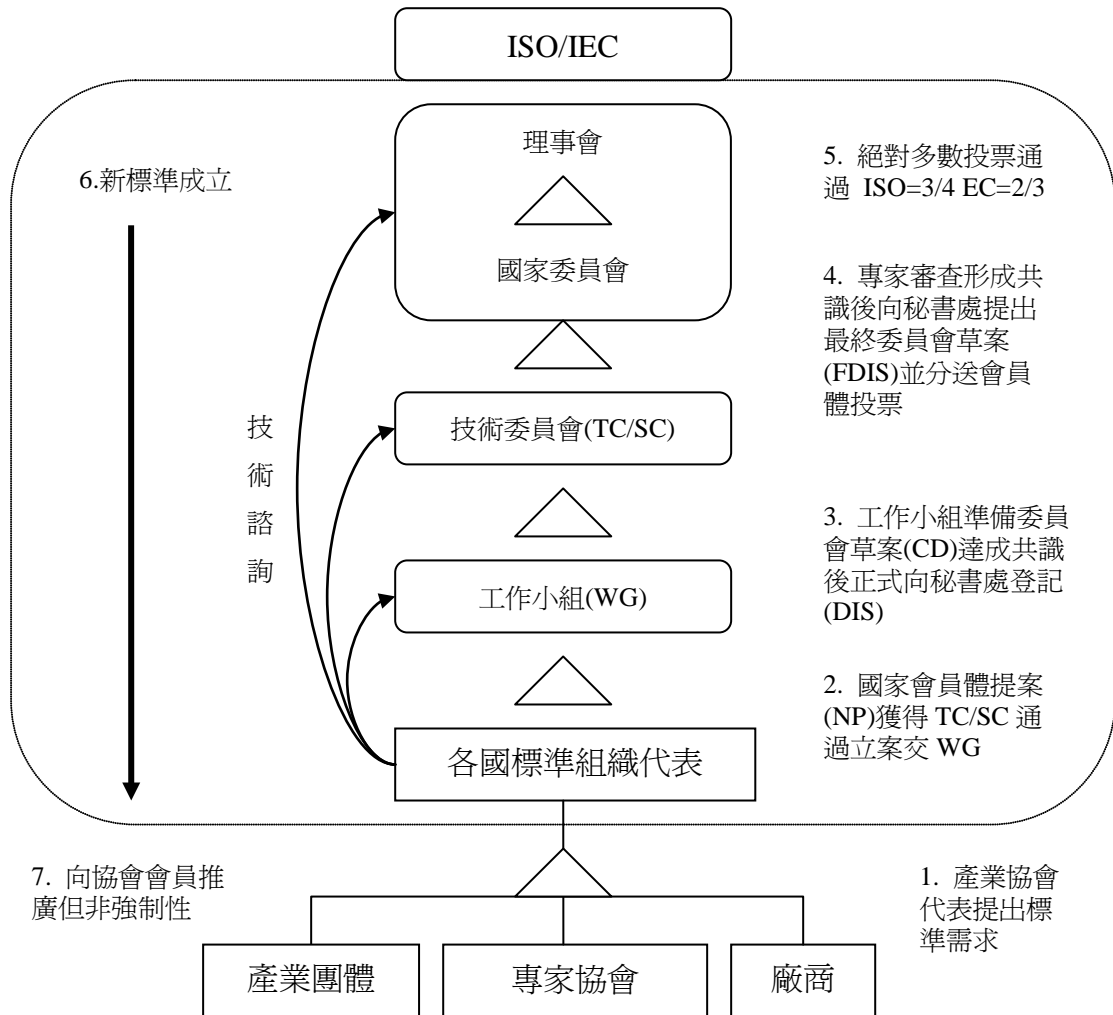 ISO/IEC
理事會
國家委員會
6.新標準成立
5. 絕對多數投票通
過 ISO=3/4 EC=2/3
4. 專家審查形成共
識後向秘書處提出
最終委員會草案
(FDIS)並分送會員
體投票
技
術
諮
詢
技術委員會(TC/SC)
3. 工作小組準備委員
會草案(CD)達成共識
後正式向秘書處登記
(DIS)
工作小組(WG)
2. 國家會員體提案
(NP)獲得 TC/SC 通
過立案交 WG
各國標準組織代表
7. 向協會會員推
廣但非強制性
1. 產業協會
代表提出標
準需求
產業團體
專家協會
廠商